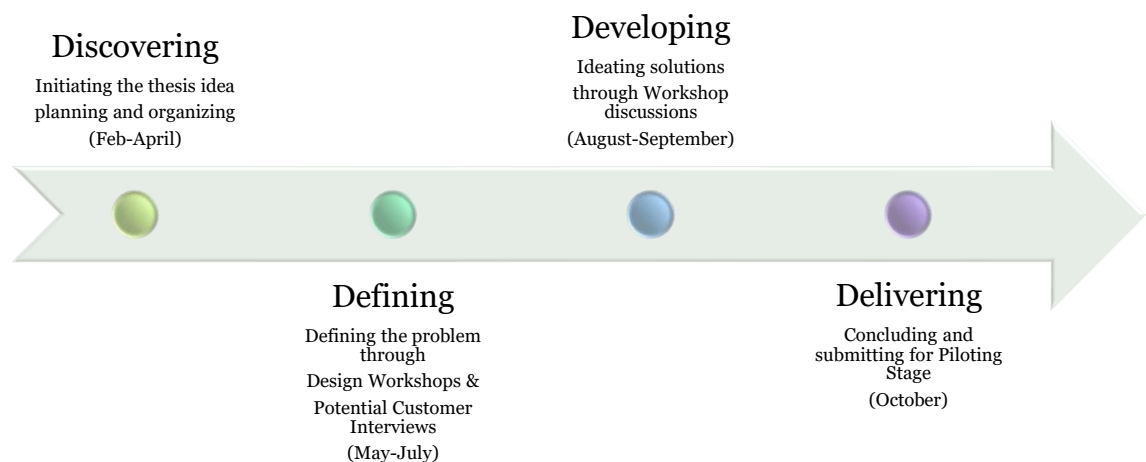 Discovering
Initiating the thesis idea
planning and organizing
(Feb-April)
Defining
Defining the problem
through
Design Workshops &
Potential Customer
Interviews
(May-July)
Developing
Ideating solutions
through Workshop
discussions
(August-September)
Delivering
Concluding and
submitting for Piloting
Stage
(October)